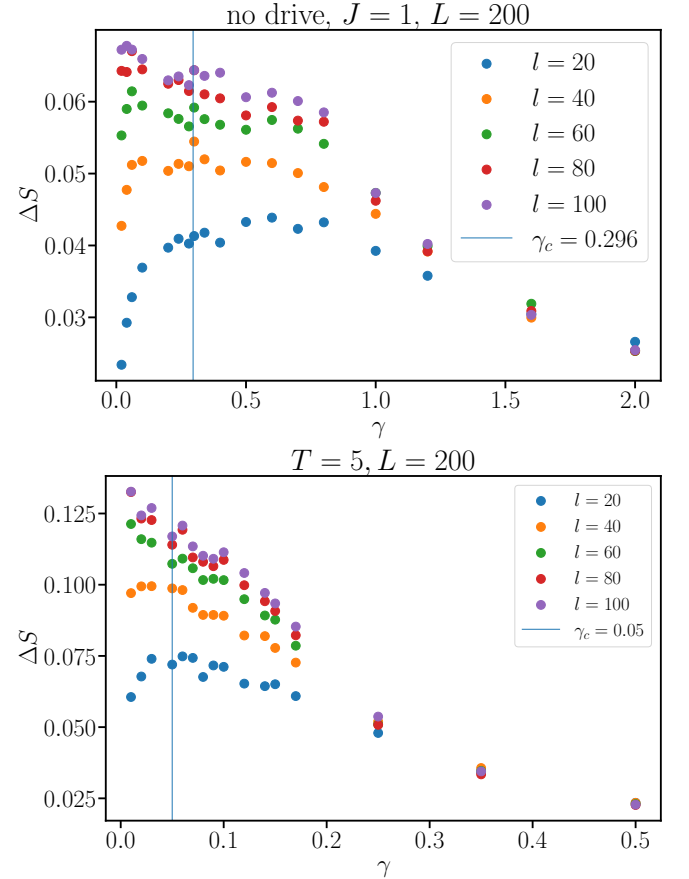 no drive, J = 1, L = 200
ΔS
0.06
0.05
0.04
0.03
l = 20
l = 40
l = 60
l = 80
l = 100
γc = 0.296
0.0 0.5 1.0 1.5 2.0
γ
T = 5, L = 200
ΔS
0.125
0.100
0.075
0.050
0.025
l = 20
l = 40
l = 60
l = 80
l = 100
γc = 0.05
0.0 0.1 0.2 0.3 0.4 0.5
γ